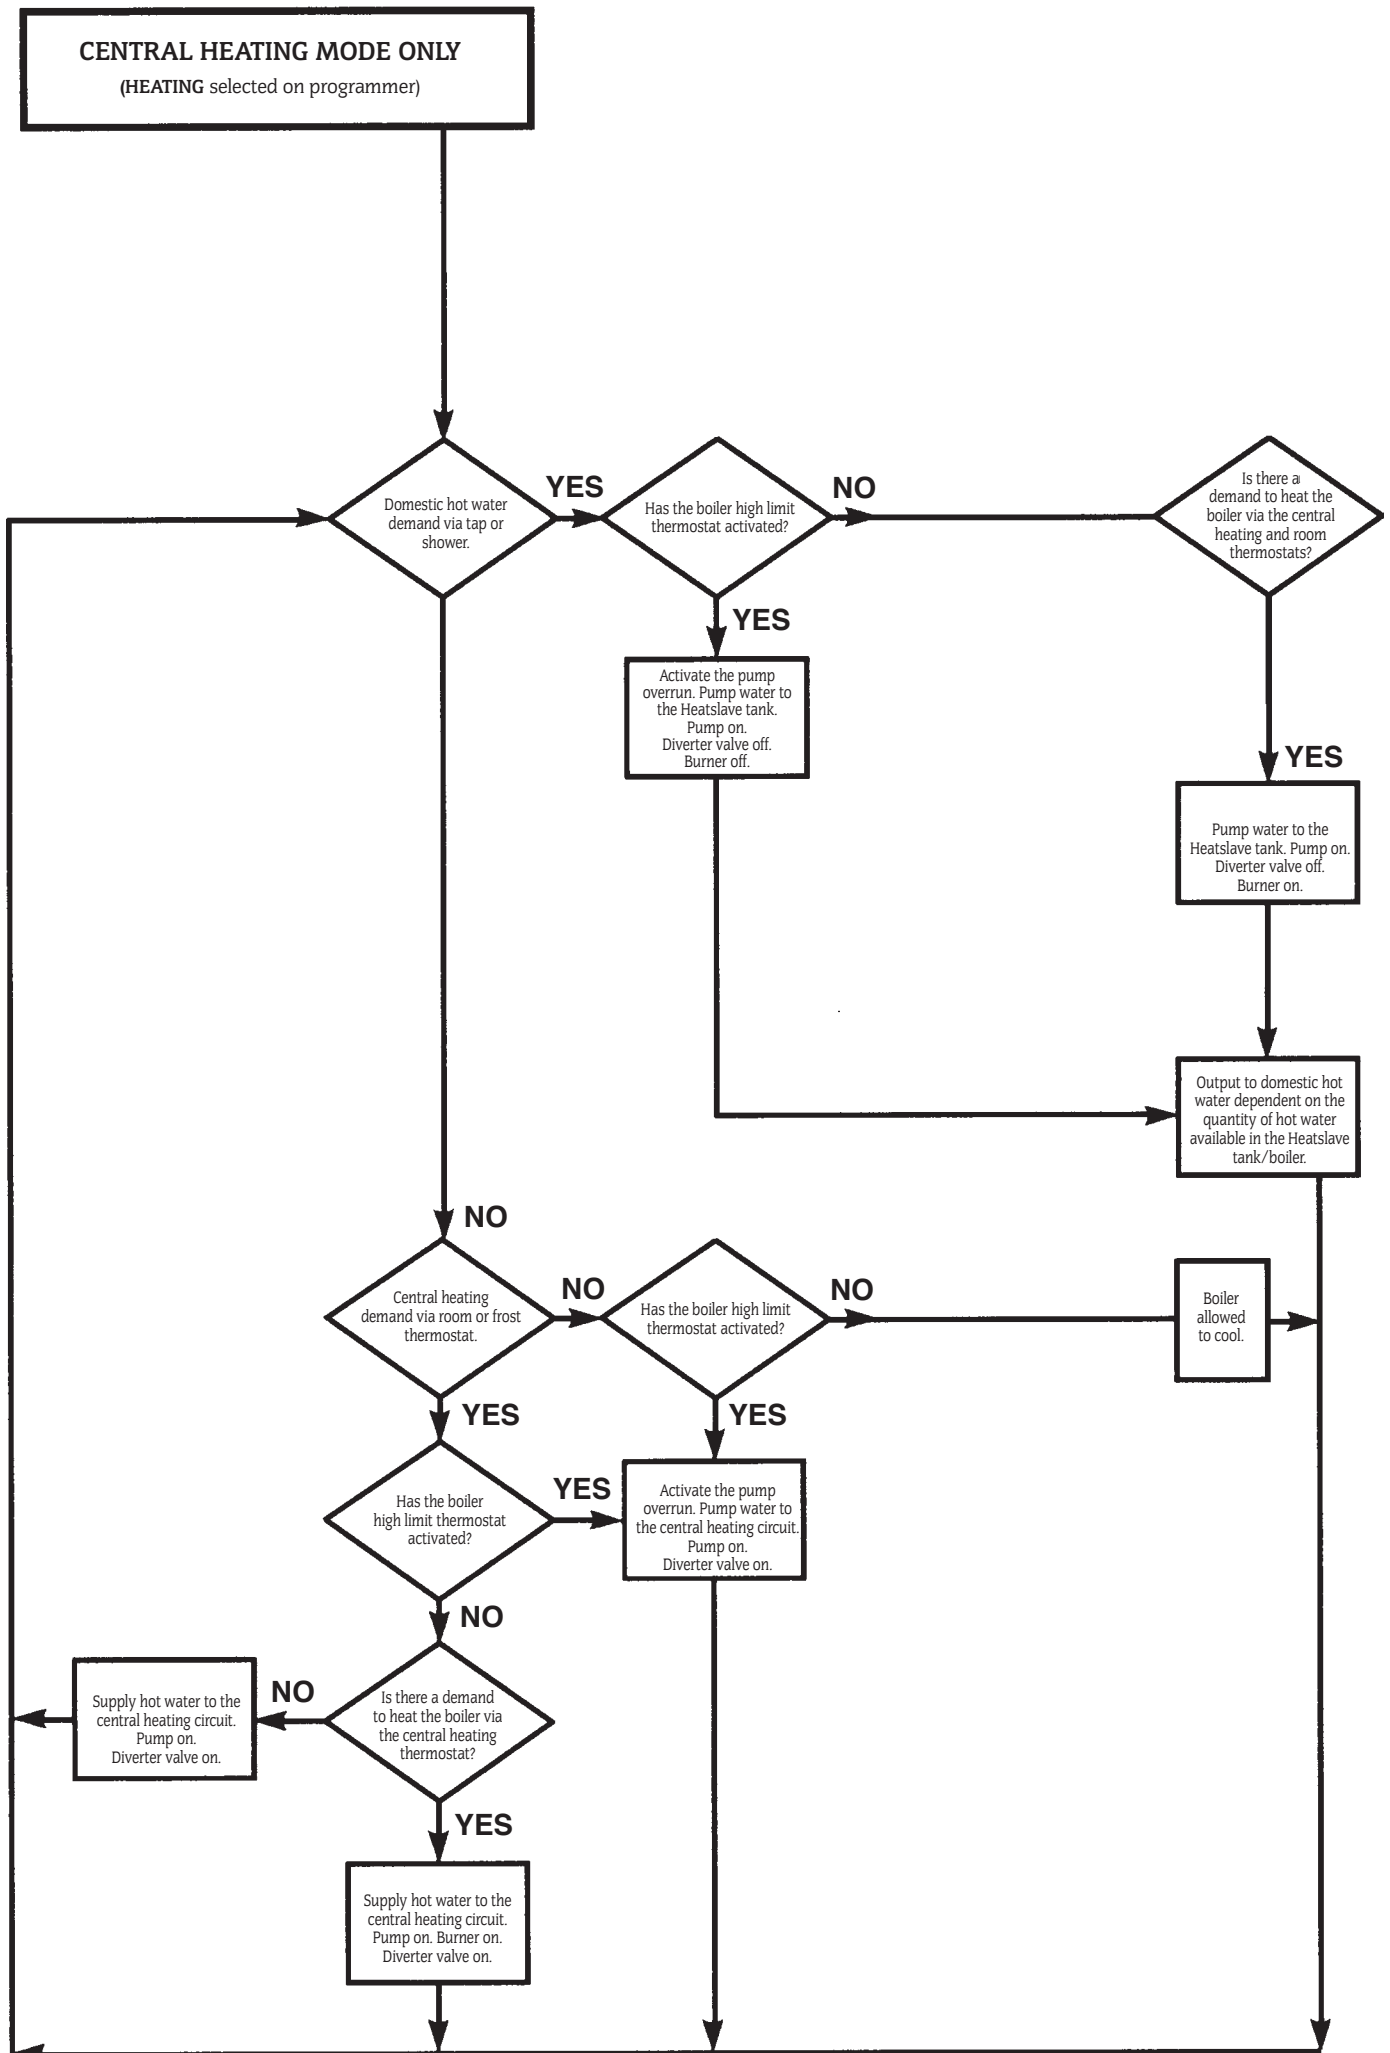 CENTRAL HEATING MODE ONLY
(HEATING selected on programmer)
Domestic hot water
demand via tap or
shower.
YES
Has the boiler high limit
thermostat activated?
NO
Is there a
demand to heat the
boiler via the central
heating and room
thermostats?
YES
Activate the pump
overrun. Pump water to
the Heatslave tank.
Pump on.
Diverter valve off.
Burner off.
YES
Pump water to the
Heatslave tank. Pump on.
Diverter valve off.
Burner on.
Output to domestic hot
water dependent on the
quantity of hot water
available in the Heatslave
tank/boiler.
NO
Central heating
demand via room or frost
thermostat.
NO
Has the boiler high limit
thermostat activated?
NO
Boiler
allowed
to cool.
YES
YES
Has the boiler
high limit thermostat
activated?
YES
Activate the pump
overrun. Pump water to
the central heating circuit.
Pump on.
Diverter valve on.
NO
Is there a demand
to heat the boiler via
the central heating
thermostat?
NO
Supply hot water to the
central heating circuit.
Pump on.
Diverter valve on.
YES
Supply hot water to the
central heating circuit.
Pump on. Burner on.
Diverter valve on.